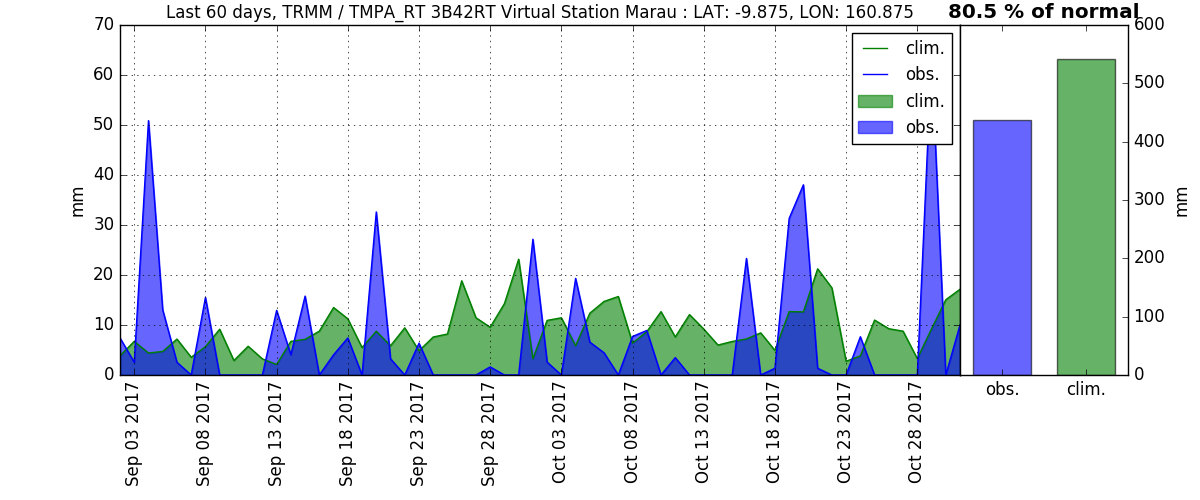 Last 60 days, TRMM / TMPA_RT 3B42RT Virtual Station Marau : LAT: -9.875, LON: 160.875
80.5 % of normal
70
60
50
40
30
20
10
0
mm
clim.
obs.
clim.
obs.
600
500
400
300
200
100
0
mm
obs.
clim.
Sep 03 2017
Sep 08 2017
Sep 13 2017
Sep 18 2017
Sep 23 2017
Sep 28 2017
Oct 03 2017
Oct 08 2017
Oct 13 2017
Oct 18 2017
Oct 23 2017
Oct 28 2017